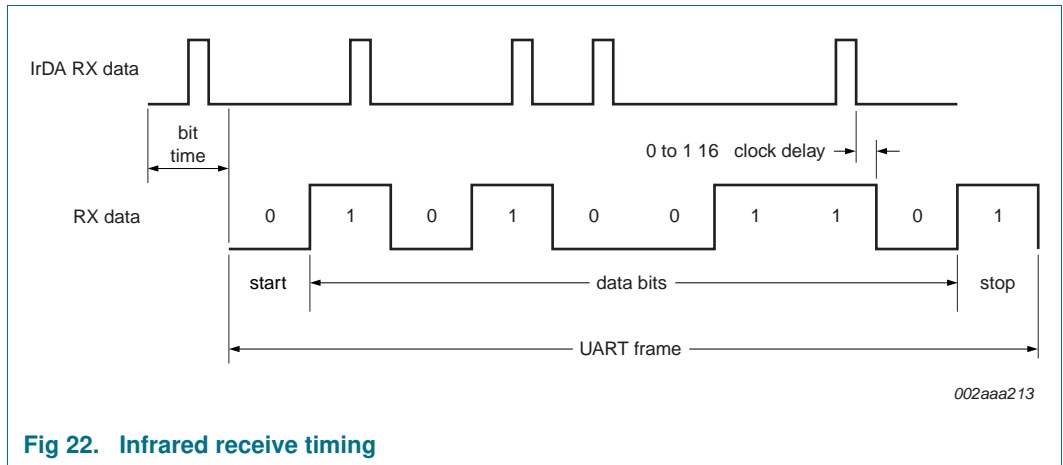 IrDA RX data
bit
time
0 to 1 16 clock delay
RX data
0 1 0 1 0 0 1 1 0 1
start data bits stop
UART frame
002aaa213
Fig 22. Infrared receive timing